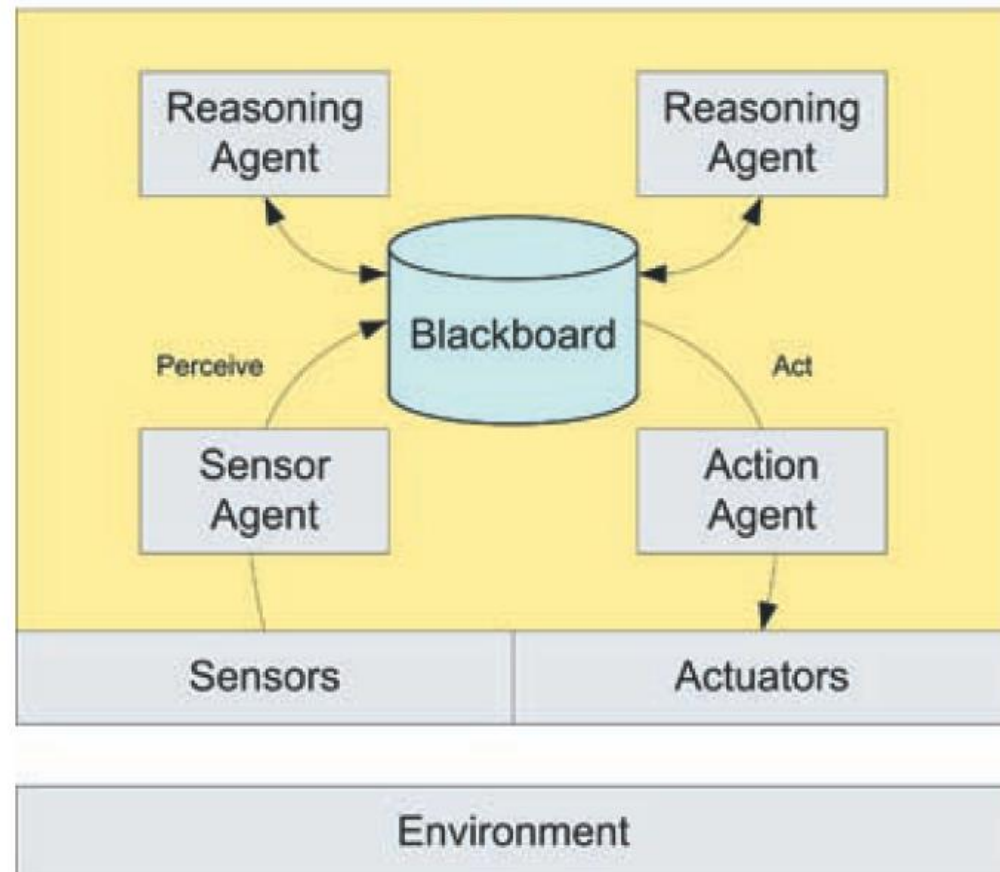 Reasoning
Agent
Reasoning
Agent
Blackboard
Perceive
Act
Sensor
Agent
Action
Agent
Sensors
Actuators
Environment